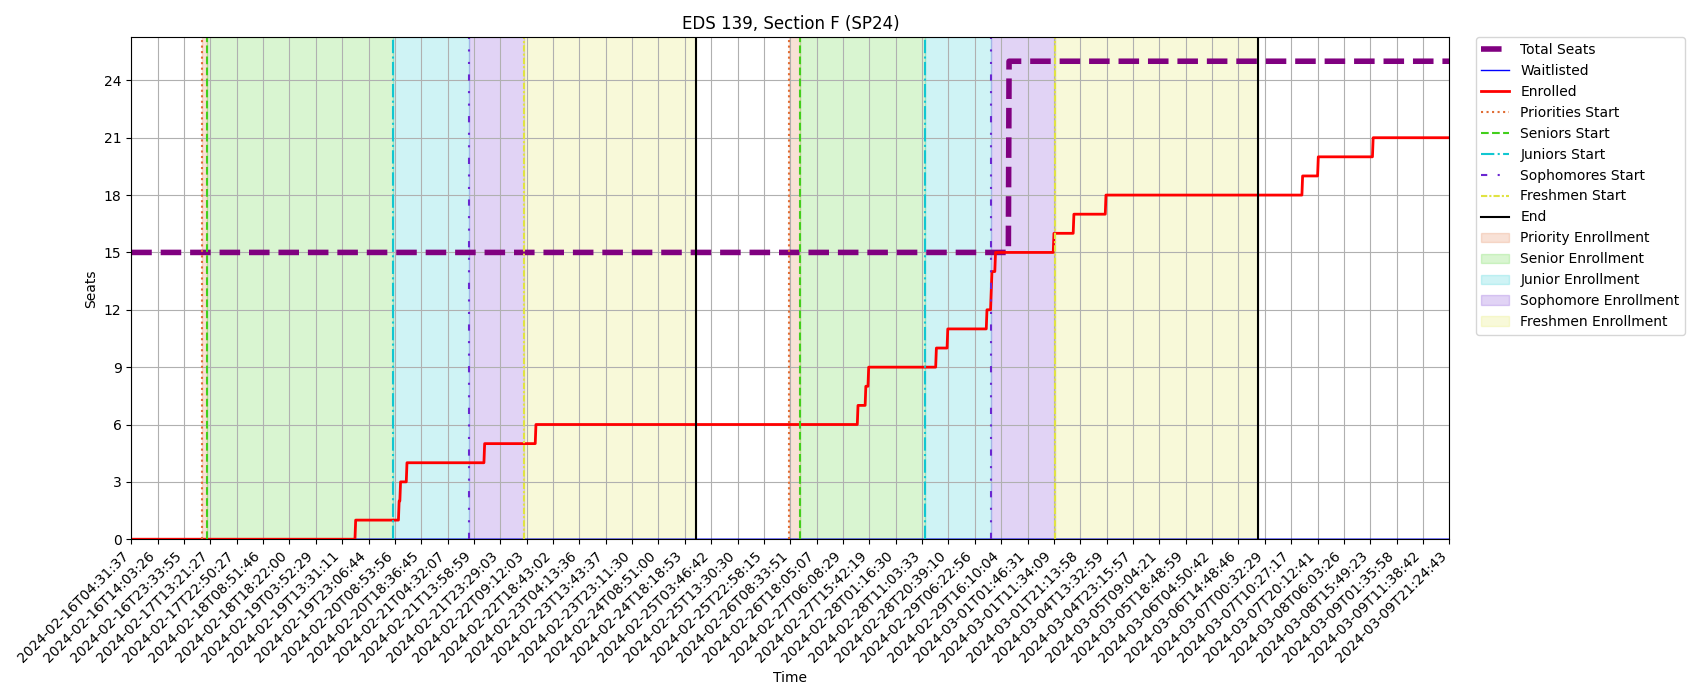 EDS 139, Section F (SP24)
Seats
24
21
18
15
12
9
6
3
0
2024-02-16T04:31:37
2024-02-16T14:03:26
2024-02-16T23:33:55
2024-02-17T13:21:27
2024-02-17T22:50:27
2024-02-18T08:51:46
2024-02-18T18:22:00
2024-02-19T03:52:29
2024-02-19T13:31:11
2024-02-19T23:06:44
2024-02-20T08:53:56
2024-02-20T18:36:45
2024-02-21T04:32:07
2024-02-21T13:58:59
2024-02-21T23:29:03
2024-02-22T09:12:03
2024-02-22T18:43:02
2024-02-23T04:13:36
2024-02-23T13:43:37
2024-02-23T23:11:30
2024-02-24T08:51:00
2024-02-24T18:18:53
2024-02-25T03:46:42
2024-02-25T13:30:30
2024-02-25T22:58:15
2024-02-26T08:33:51
2024-02-26T18:05:07
2024-02-27T06:08:29
2024-02-27T15:42:19
2024-02-28T01:16:30
2024-02-28T11:03:33
2024-02-28T20:39:10
2024-02-29T06:22:56
2024-02-29T16:10:04
2024-03-01T01:46:31
2024-03-01T11:34:09
2024-03-01T21:13:58
2024-03-04T18:32:59
2024-03-04T23:15:57
2024-03-05T09:04:21
2024-03-05T18:48:59
2024-03-06T04:50:42
2024-03-06T14:48:46
2024-03-07T00:32:29
2024-03-07T10:27:17
2024-03-07T20:12:41
2024-03-08T06:03:26
2024-03-08T15:49:23
2024-03-09T01:35:58
2024-03-09T11:38:42
2024-03-09T21:24:43
Time
Total Seats
Waitlisted
Enrolled
Priorities Start
Seniors Start
Juniors Start
Sophomores Start
Freshmen Start
End
Priority Enrollment
Senior Enrollment
Junior Enrollment
Sophomore Enrollment
Freshmen Enrollment